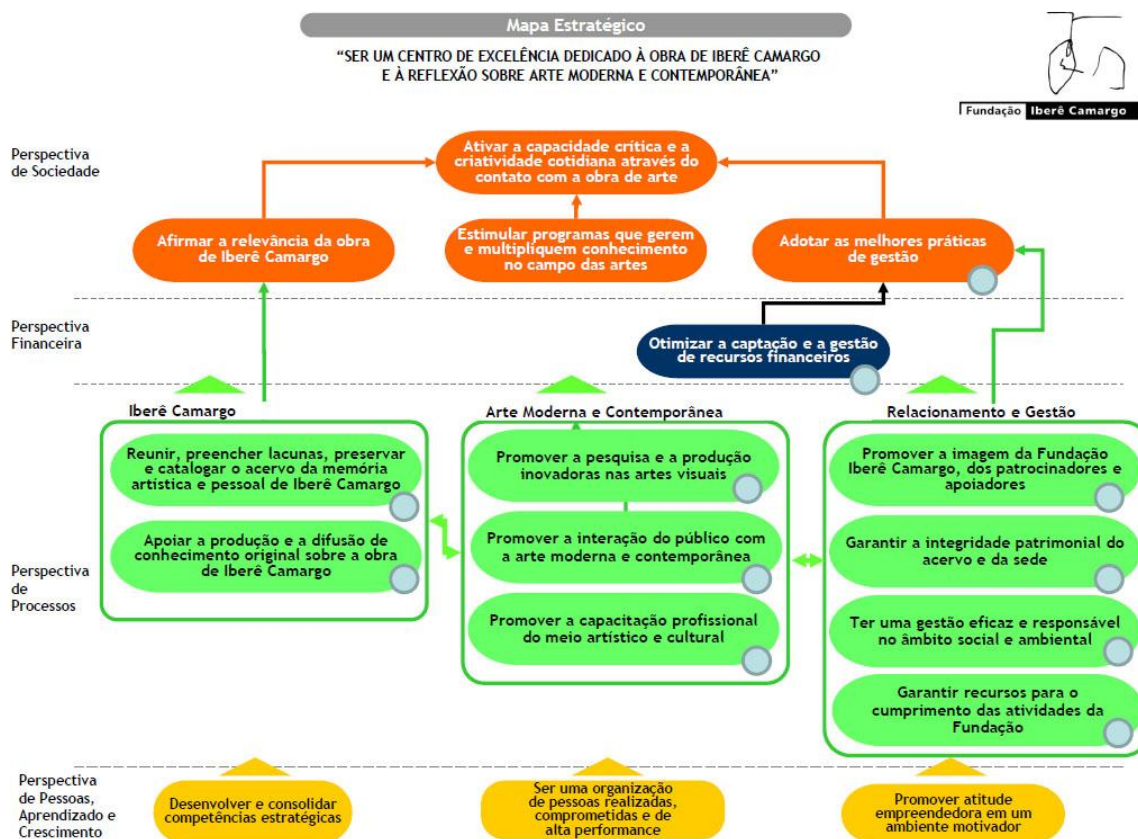 Mapa Estratégico
“SER UM CENTRO DE EXCELÊNCIA DEDICADO À OBRA DE IBERÊ CAMARGO
E À REFLEXÃO SOBRE ARTE MODERNA E CONTEMPORÂNEA”
Fundação Iberê Camargo
Perspectiva
de Sociedade
Ativar a capacidade crítica e a
criatividade cotidiana através do
contato com a obra de arte
Afirmar a relevância da obra
de Iberê Camargo
Estimular programas que gerem
e multipliquem conhecimento
no campo das artes
Adotar as melhores práticas
de gestão
Perspectiva
Financeira
Otimizar a captação e a gestão
de recursos financeiros
Perspectiva
de
Processos
Iberê Camargo
Reunir, preencher lacunas, preservar
e catalogar o acervo da memória
artística e pessoal de Iberê Camargo
Apoiar a produção e a difusão de
conhecimento original sobre a obra
de Iberê Camargo
Arte Moderna e Contemporânea
Promover a pesquisa e a produção
inovadoras nas artes visuais
Promover a interação do público com
a arte moderna e contemporânea
Promover a capacitação profissional
do meio artístico e cultural
Relacionamento e Gestão
Promover a imagem da Fundação
Iberê Camargo, dos patrocinadores e
apoiadores
Garantir a integridade patrimonial do
acervo e da sede
Ter uma gestão eficaz e responsável
no âmbito social e ambiental
Garantir recursos para o
cumprimento das atividades da
Fundação
Perspectiva
de Pessoas,
Aprendizado e
Crescimento
Desenvolver e consolidar
competências estratégicas
Ser uma organização
de pessoas realizadas,
comprometidas e de
alta performance
Promover atitude
empreendedora em um
ambiente motivador